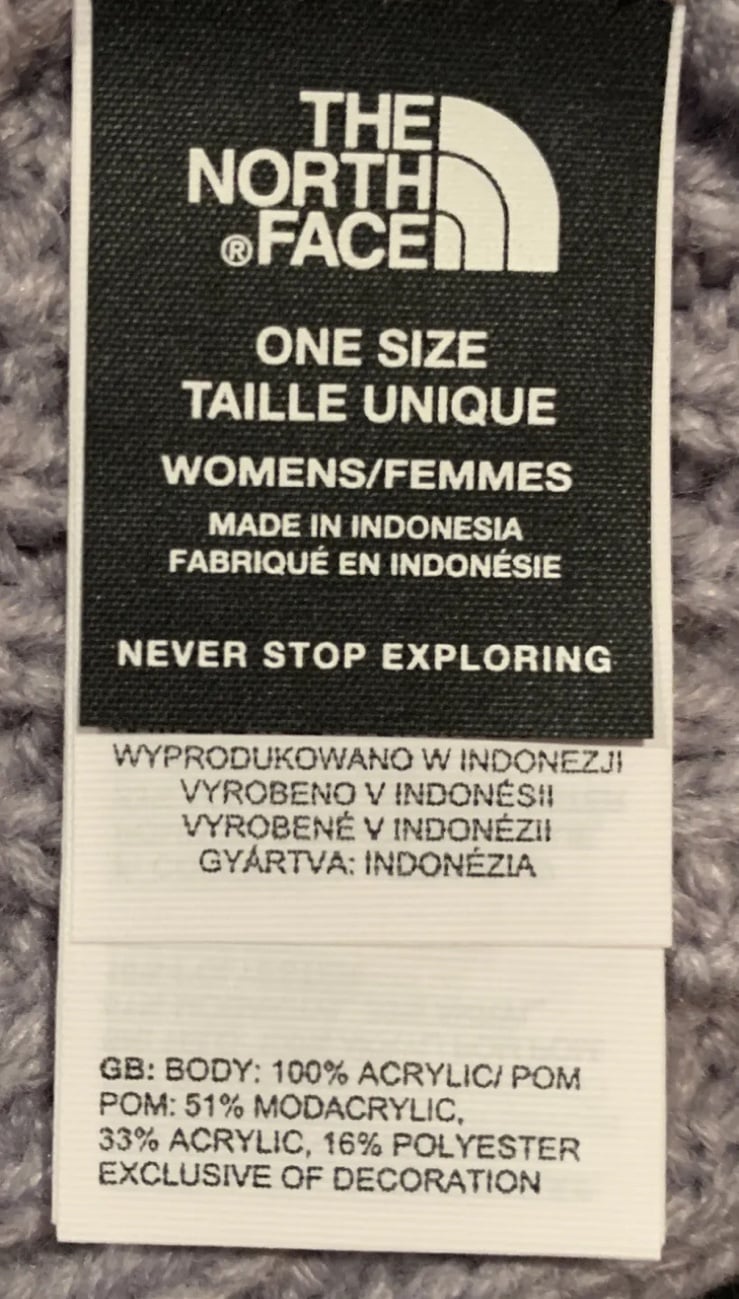 THE
NORTH
®FACE
ONE SIZE
TAILLE UNIQUE
WOMENS/FEMMES
MADE IN INDONESIA
FABRIQUÉ EN INDONÉSIE
NEVER STOP EXPLORING
WYPRODUKOWANO W INDONEZJI
VYROBENO V INDONÉSII
VYROBENÉ V INDONÉZII
GYÁRTVA: INDONÉZIA
GB: BODY: 100% ACRYLIC/ POM
POM: 51% MODACRYLIC,
33% ACRYLIC, 16% POLYESTER
EXCLUSIVE OF DECORATION